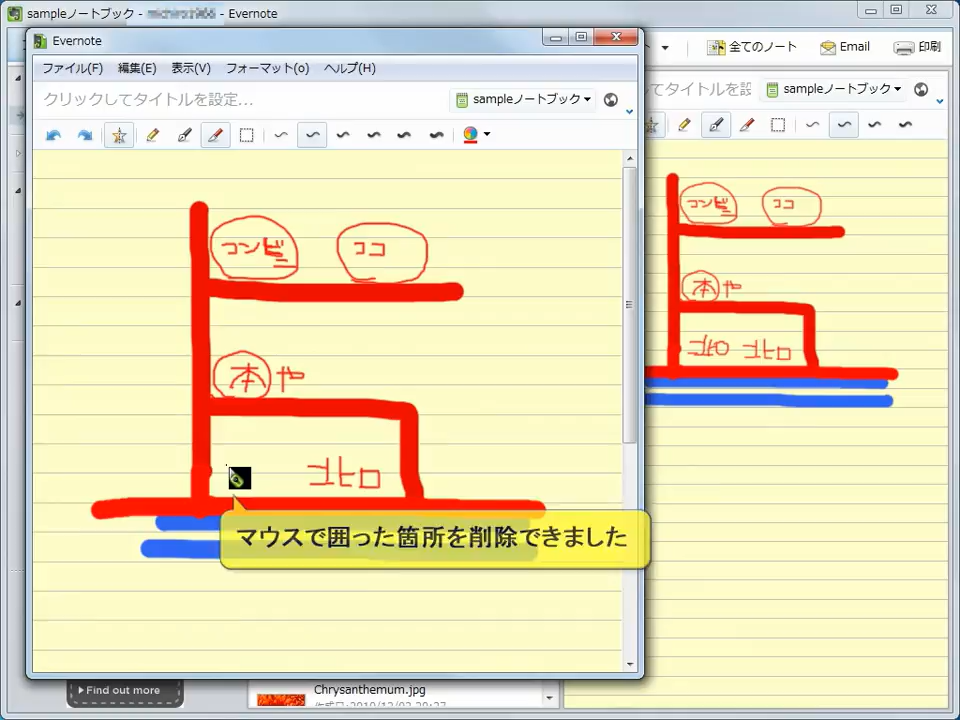 sampleノートブック - - Evernote
Evernote
ファイル(F) 編集(E) 表示(V) フォーマット(o) ヘルプ(H)
全てのノート Email 印刷
クリックしてタイトルを設定... sampleノートブック
てタイトルを設 sampleノートブック
コンビニ ココ
コンビニ ココ
本や
本や
北口
北口
マウスで囲った箇所を削除できました
Find out more
Chrysanthemum.jpg